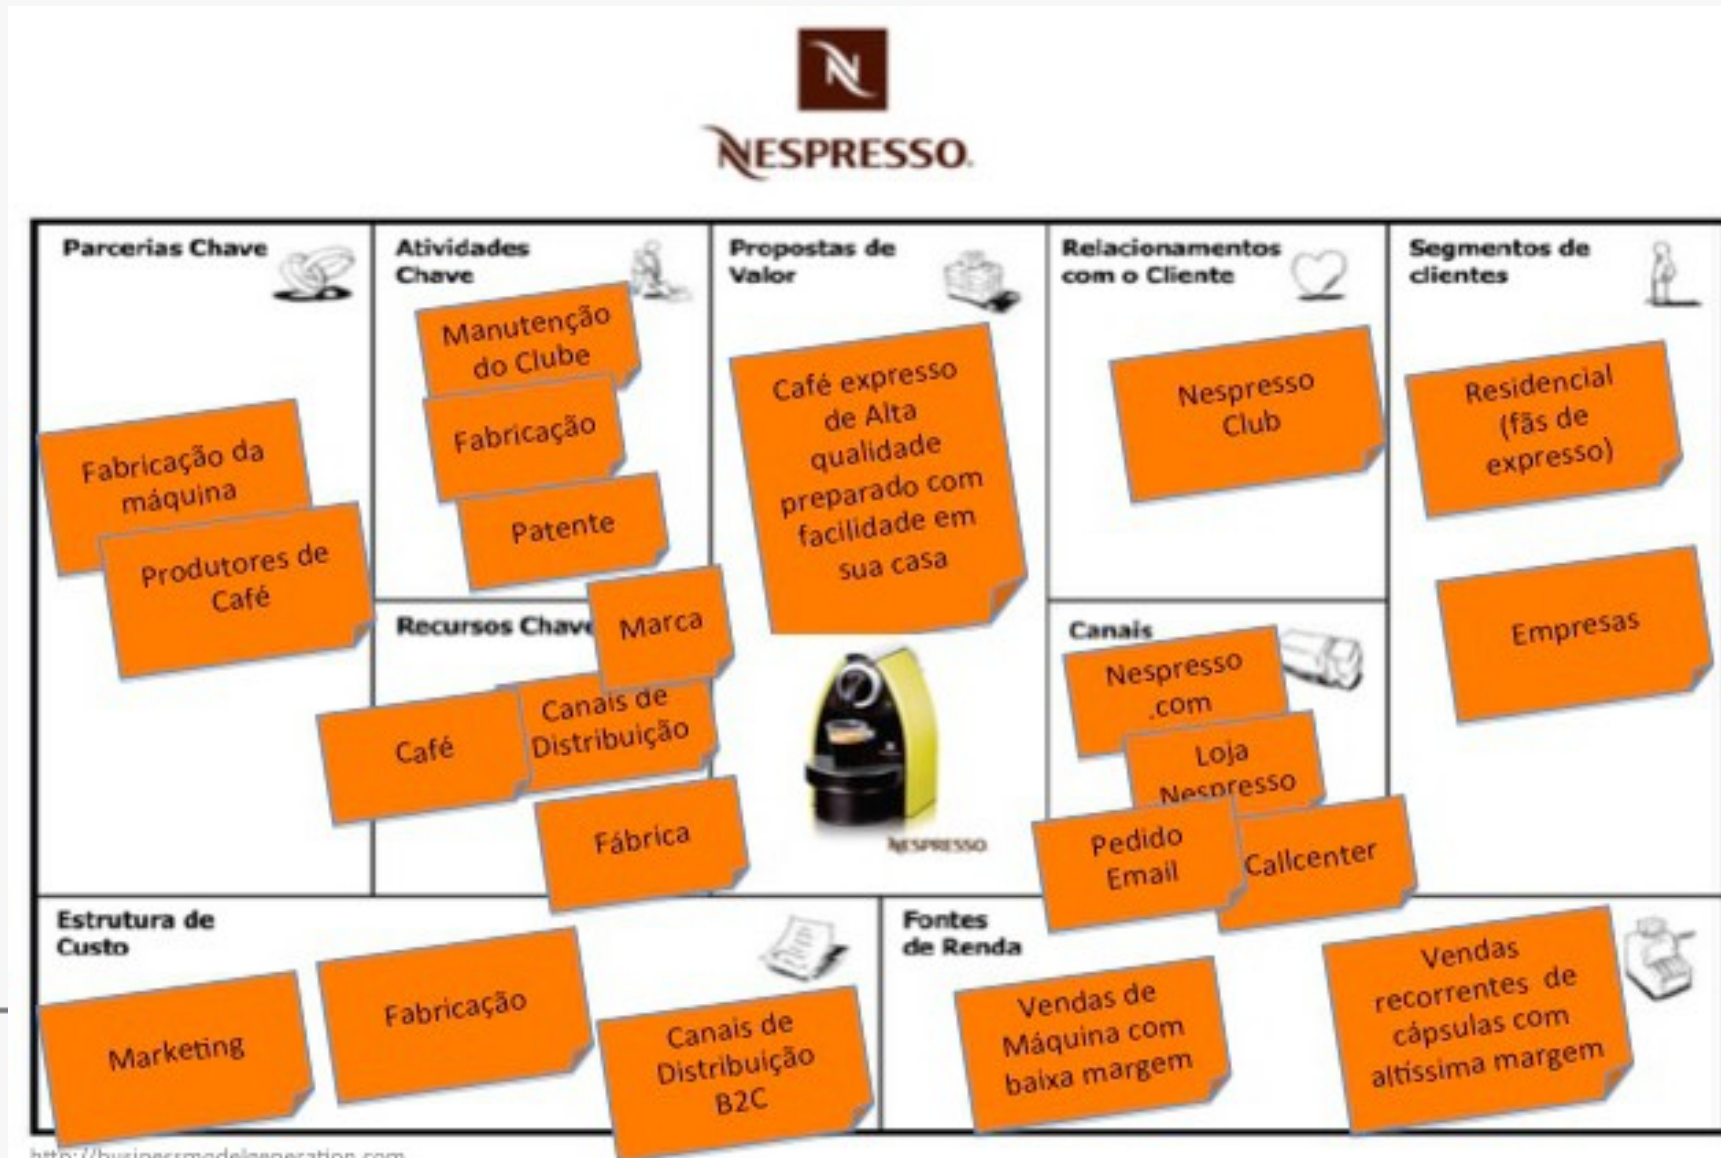 N
NESPRESSO.
Parcerias Chave
Fabricação da
máquina
Produtores de
Café
Atividades
Chave
Manutenção
do Clube
Fabricação
Patente
Recursos Chave
Marca
Canais de
Distribuição
Café
Fábrica
Propostas de
Valor
Café expresso
de Alta
qualidade
preparado com
facilidade em
sua casa
NESPRESSO
Relacionamentos
com o Cliente
Nespresso
Club
Canais
Nespresso
.com
Loja
Nespresso
Pedido
Email
Callcenter
Segmentos de
clientes
Residencial
(fãs de
expresso)
Empresas
Estrutura de
Custo
Marketing
Fabricação
Canais de
Distribuição
B2C
Fontes
de Renda
Vendas de
Máquina com
baixa margem
Vendas
recorrentes de
cápsulas com
altíssima margem
http://businessmodelgeneration.com